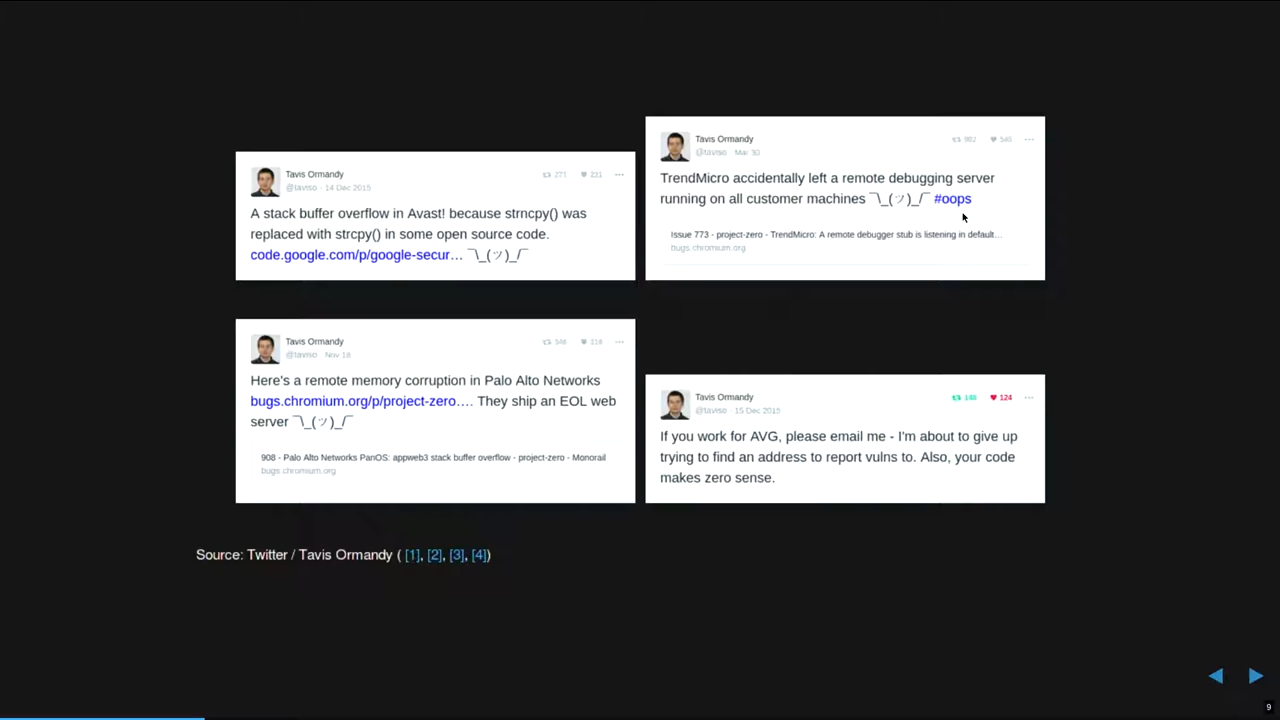 Tavis Ormandy
@taviso · 14 Dec 2015
271 231 ...
A stack buffer overflow in Avast! because strncpy() was
replaced with strcpy() in some open source code.
code.google.com/p/google-secur… ¯\_(ツ)_/¯
Tavis Ormandy
@taviso Mar 30
982 540 ...
TrendMicro accidentally left a remote debugging server
running on all customer machines ¯\_(ツ)_/¯ #oops
Issue 773 - project-zero - TrendMicro: A remote debugger stub is listening in default…
bugs.chromium.org
Tavis Ormandy
@taviso Nov 18
...
Here's a remote memory corruption in Palo Alto Networks
bugs.chromium.org/p/project-zero…. They ship an EOL web
server ¯\_(ツ)_/¯
908 - Palo Alto Networks PanOS: appweb3 stack buffer overflow - project-zero - Monorail
bugs.chromium.org
Tavis Ormandy
@taviso 15 Dec 2015
124 ...
If you work for AVG, please email me - I'm about to give up
trying to find an address to report vulns to. Also, your code
makes zero sense.
Source: Twitter / Tavis Ormandy ( [1], [2], [3], [4])
9